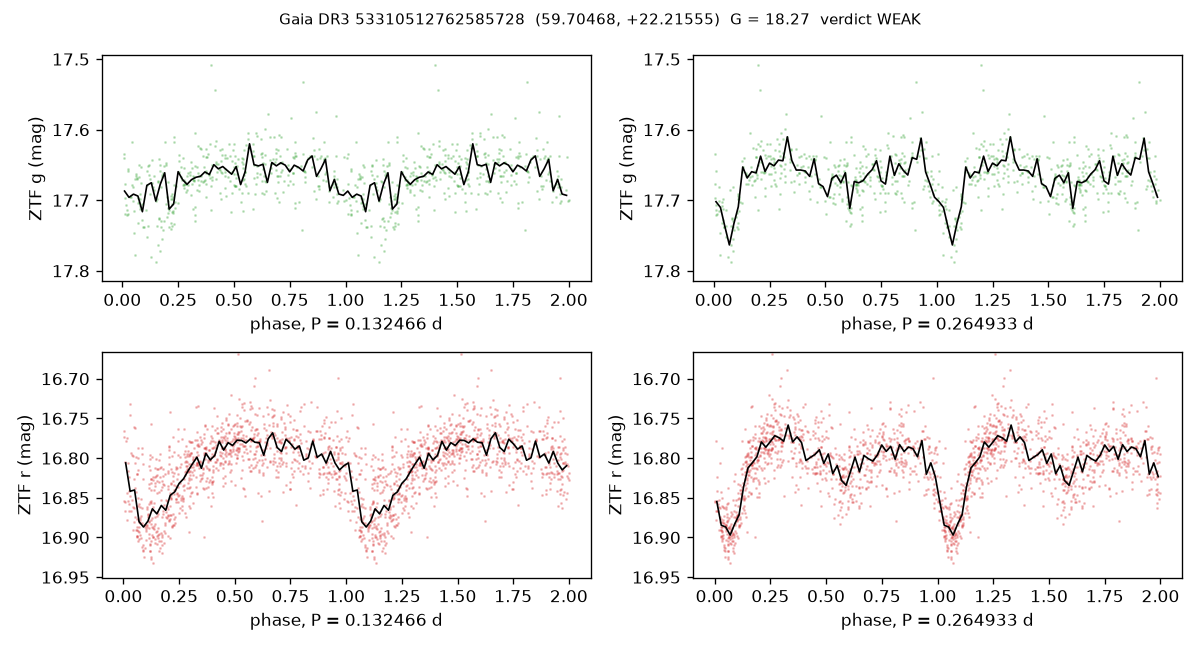 Gaia DR3 53310512762585728 (59.70468, +22.21555) G = 18.27 verdict WEAK
17.5
17.6
17.7
17.8
ZTF g (mag)
0.00 0.25 0.50 0.75 1.00 1.25 1.50 1.75 2.00
phase, P = 0.132466 d
17.5
17.6
17.7
17.8
ZTF g (mag)
0.00 0.25 0.50 0.75 1.00 1.25 1.50 1.75 2.00
phase, P = 0.264933 d
16.70
16.75
16.80
16.85
16.90
16.95
ZTF r (mag)
0.00 0.25 0.50 0.75 1.00 1.25 1.50 1.75 2.00
phase, P = 0.132466 d
16.70
16.75
16.80
16.85
16.90
16.95
ZTF r (mag)
0.00 0.25 0.50 0.75 1.00 1.25 1.50 1.75 2.00
phase, P = 0.264933 d